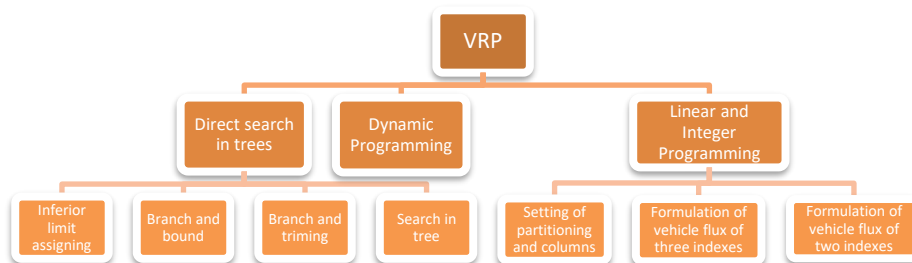 VRP
Direct search
in trees
Dynamic
Programming
Linear and
Integer
Programming
Inferior
limit
assigning
Branch and
bound
Branch and
triming
Search in
tree
Setting of
partitioning
and columns
Formulation of
vehicle flux of
three indexes
Formulation of
vehicle flux of
two indexes